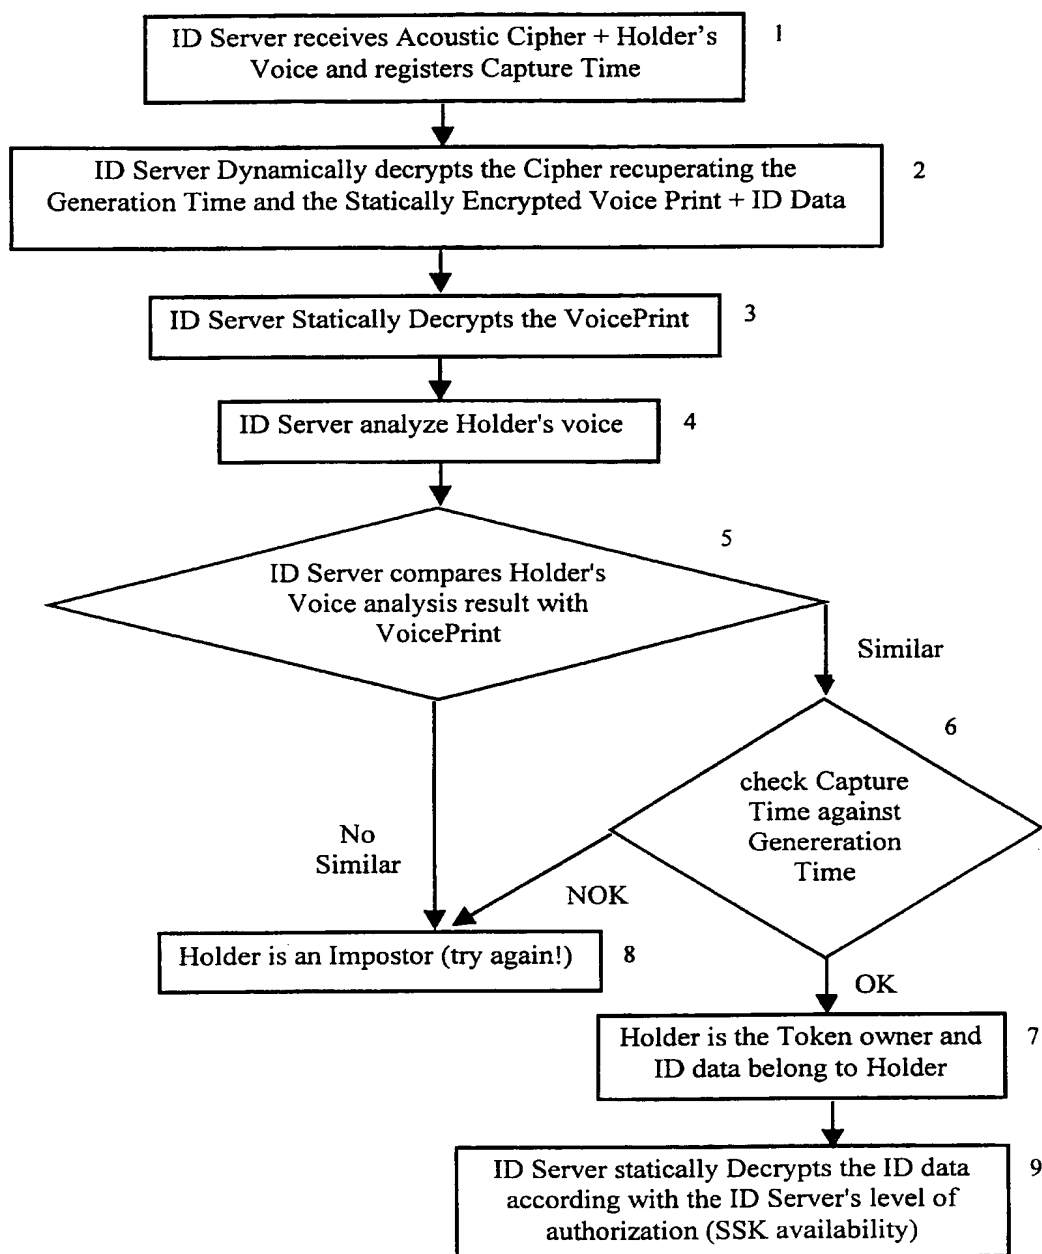 ID Server receives Acoustic Cipher + Holder's
Voice and registers Capture Time
1
ID Server Dynamically decrypts the Cipher recuperating the
Generation Time and the Statically Encrypted Voice Print + ID Data
2
ID Server Statically Decrypts the VoicePrint
3
ID Server analyze Holder's voice
4
5
ID Server compares Holder's
Voice analysis result with
VoicePrint
Similar
6
check Capture
Time against
Genereration
Time
No
Similar
NOK
Holder is an Impostor (try again!)
8
OK
Holder is the Token owner and
ID data belong to Holder
7
ID Server statically Decrypts the ID data
according with the ID Server's level of
authorization (SSK availability)
9